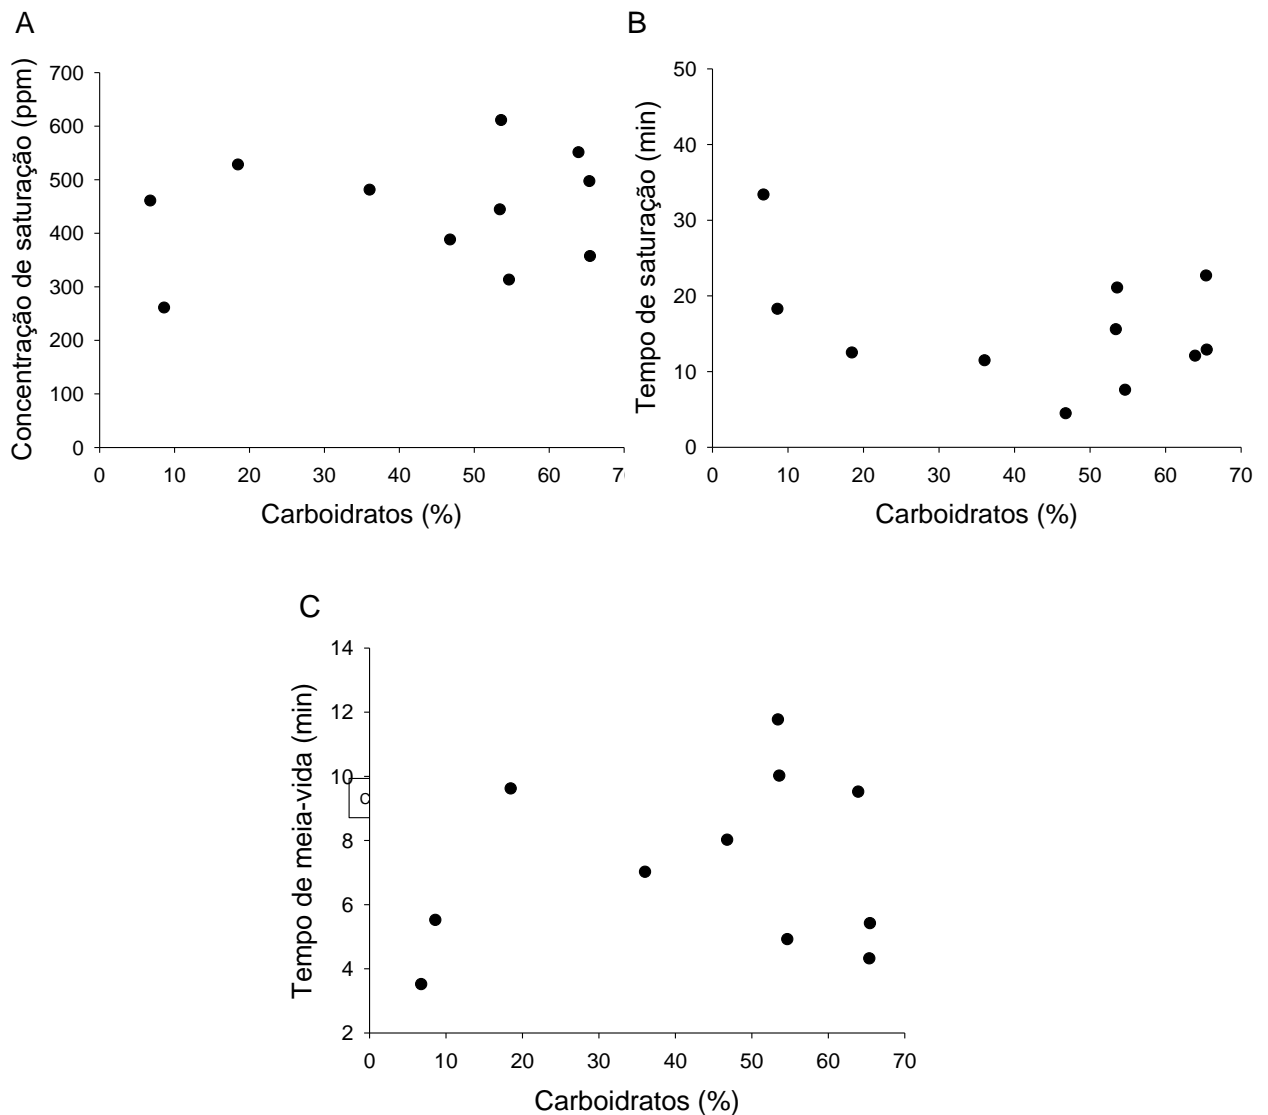 A
Concentração de saturação (ppm)
700
600
500
400
300
200
100
0
0 10 20 30 40 50 60 7
Carboidratos (%)
B
Tempo de saturação (min)
50
40
30
20
10
0
0 10 20 30 40 50 60 70
Carboidratos (%)
C
Tempo de meia-vida (min)
14
12
10
C
8
6
4
2
0 10 20 30 40 50 60 70
Carboidratos (%)